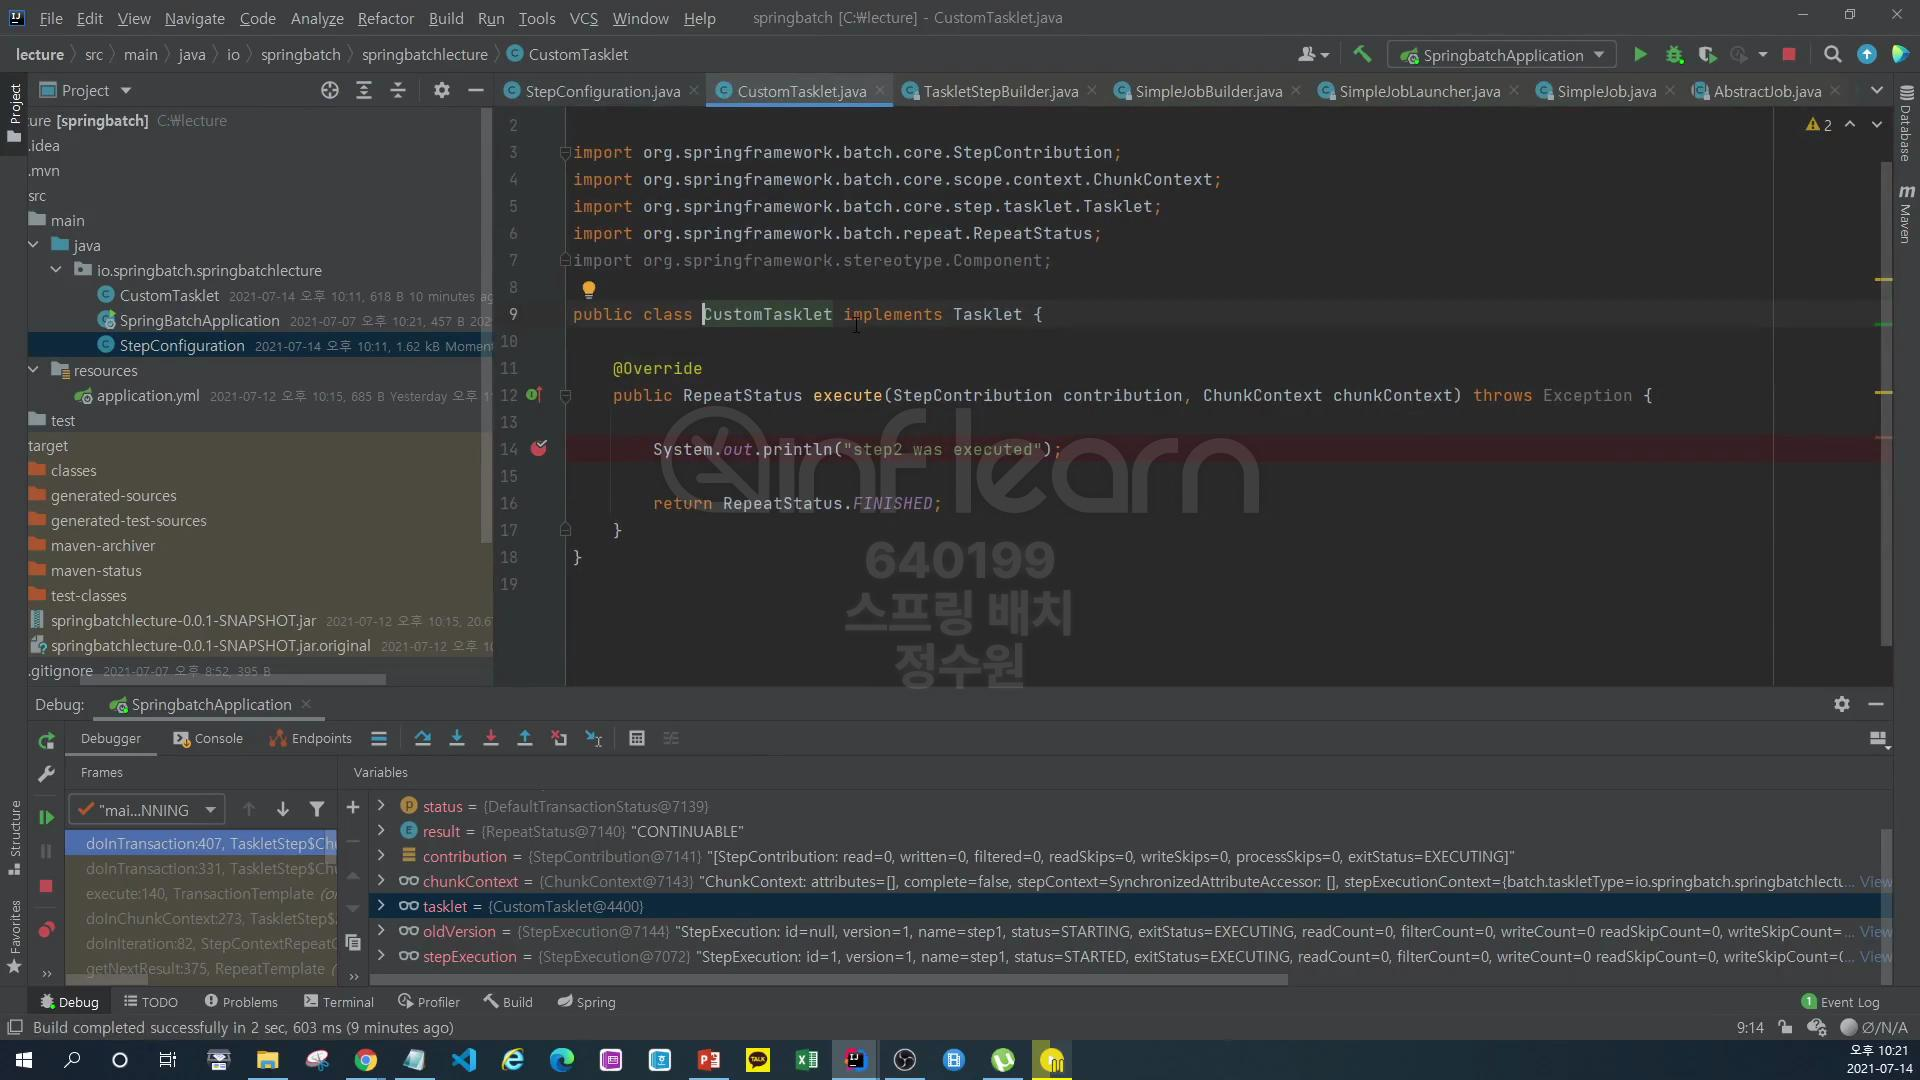 File Edit View Navigate Code Analyze Refactor Build Run Tools VCS Window Help springbatch [C:₩lecture] - CustomTasklet.java
lecture src main java io springbatch springbatchlecture CustomTasklet SpringbatchApplication
Project
StepConfiguration.java CustomTasklet.java TaskletStepBuilder.java SimpleJobBuilder.java SimpleJobLauncher.java SimpleJob.java AbstractJob.java
Project
Structure
Favorites
Database
Maven
ure [springbatch] C:₩lecture
.idea
.mvn
src
main
java
io.springbatch.springbatchlecture
CustomTasklet 2021-07-14 오후 10:11, 618 B 10 minutes ag
SpringBatchApplication 2021-07-14 오후 10:21, 457 B 202
StepConfiguration 2021-07-14 오후 10:11, 1.62 kB Momen
resources
application.yml 2021-07-12 오후 10:15, 685 B Yesterday 오후 1
test
target
classes
generated-sources
generated-test-sources
maven-archiver
maven-status
test-classes
springbatchlecture-0.0.1-SNAPSHOT.jar 2021-07-12 오후 10:15, 20.6
springbatchlecture-0.0.1-SNAPSHOT.jar.original 2021-07-12 오후 10
.gitignore 2021-07-07 오후 8:52, 395 B
2
2
3 import org.springframework.batch.core.StepContribution;
4 import org.springframework.batch.core.scope.context.ChunkContext;
5 import org.springframework.batch.core.step.tasklet.Tasklet;
6 import org.springframework.batch.repeat.RepeatStatus;
7 import org.springframework.stereotype.Component;
8
9 public class CustomTasklet implements Tasklet {
10
11 @Override
12 public RepeatStatus execute(StepContribution contribution, ChunkContext chunkContext) throws Exception {
13
14 System.out.println("step2 was executed");
15
16 return RepeatStatus.FINISHED;
17 }
18 }
19
inflearn
640199
스프링 배치
정수원
Debug: SpringbatchApplication
Debugger Console Endpoints
Frames
Variables
"mai...NNING
doInTransaction:407, TaskletStep$Ch
doInTransaction:331, TaskletStep$Ch
execute:140, TransactionTemplate (o
doInChunkContext:273, TaskletStep$
doInIteration:82, StepContextRepeatC
getNextResult:375, RepeatTemplate (
status = {DefaultTransactionStatus@7139}
result = {RepeatStatus@7140} "CONTINUABLE"
contribution = {StepContribution@7141} "[StepContribution: read=0, written=0, filtered=0, readSkips=0, writeSkips=0, processSkips=0, exitStatus=EXECUTING]"
chunkContext = {ChunkContext@7143} "ChunkContext: attributes=[], complete=false, stepContext=SynchronizedAttributeAccessor: [], stepExecutionContext={batch.taskletType=io.springbatch.springbatchlectu... View
tasklet = {CustomTasklet@4400}
oldVersion = {StepExecution@7144} "StepExecution: id=null, version=1, name=step1, status=STARTING, exitStatus=EXECUTING, readCount=0, filterCount=0, writeCount=0 readSkipCount=0, writeSkipCount=... View
stepExecution = {StepExecution@7072} "StepExecution: id=1, version=1, name=step1, status=STARTED, exitStatus=EXECUTING, readCount=0, filterCount=0, writeCount=0 readSkipCount=0, writeSkipCount=(... View
Debug TODO Problems Terminal Profiler Build Spring 1 Event Log
Build completed successfully in 2 sec, 603 ms (9 minutes ago) 9:14 ∅/N/A
오후 10:21
2021-07-14